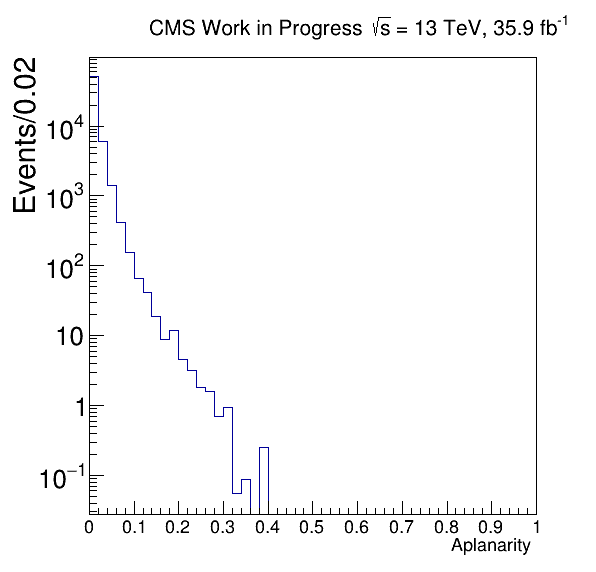 CMS Work in Progress √s = 13 TeV, 35.9 fb⁻¹
Events/0.02
10⁴
10³
10²
10
1
10⁻¹
0 0.1 0.2 0.3 0.4 0.5 0.6 0.7 0.8 0.9 1
Aplanarity